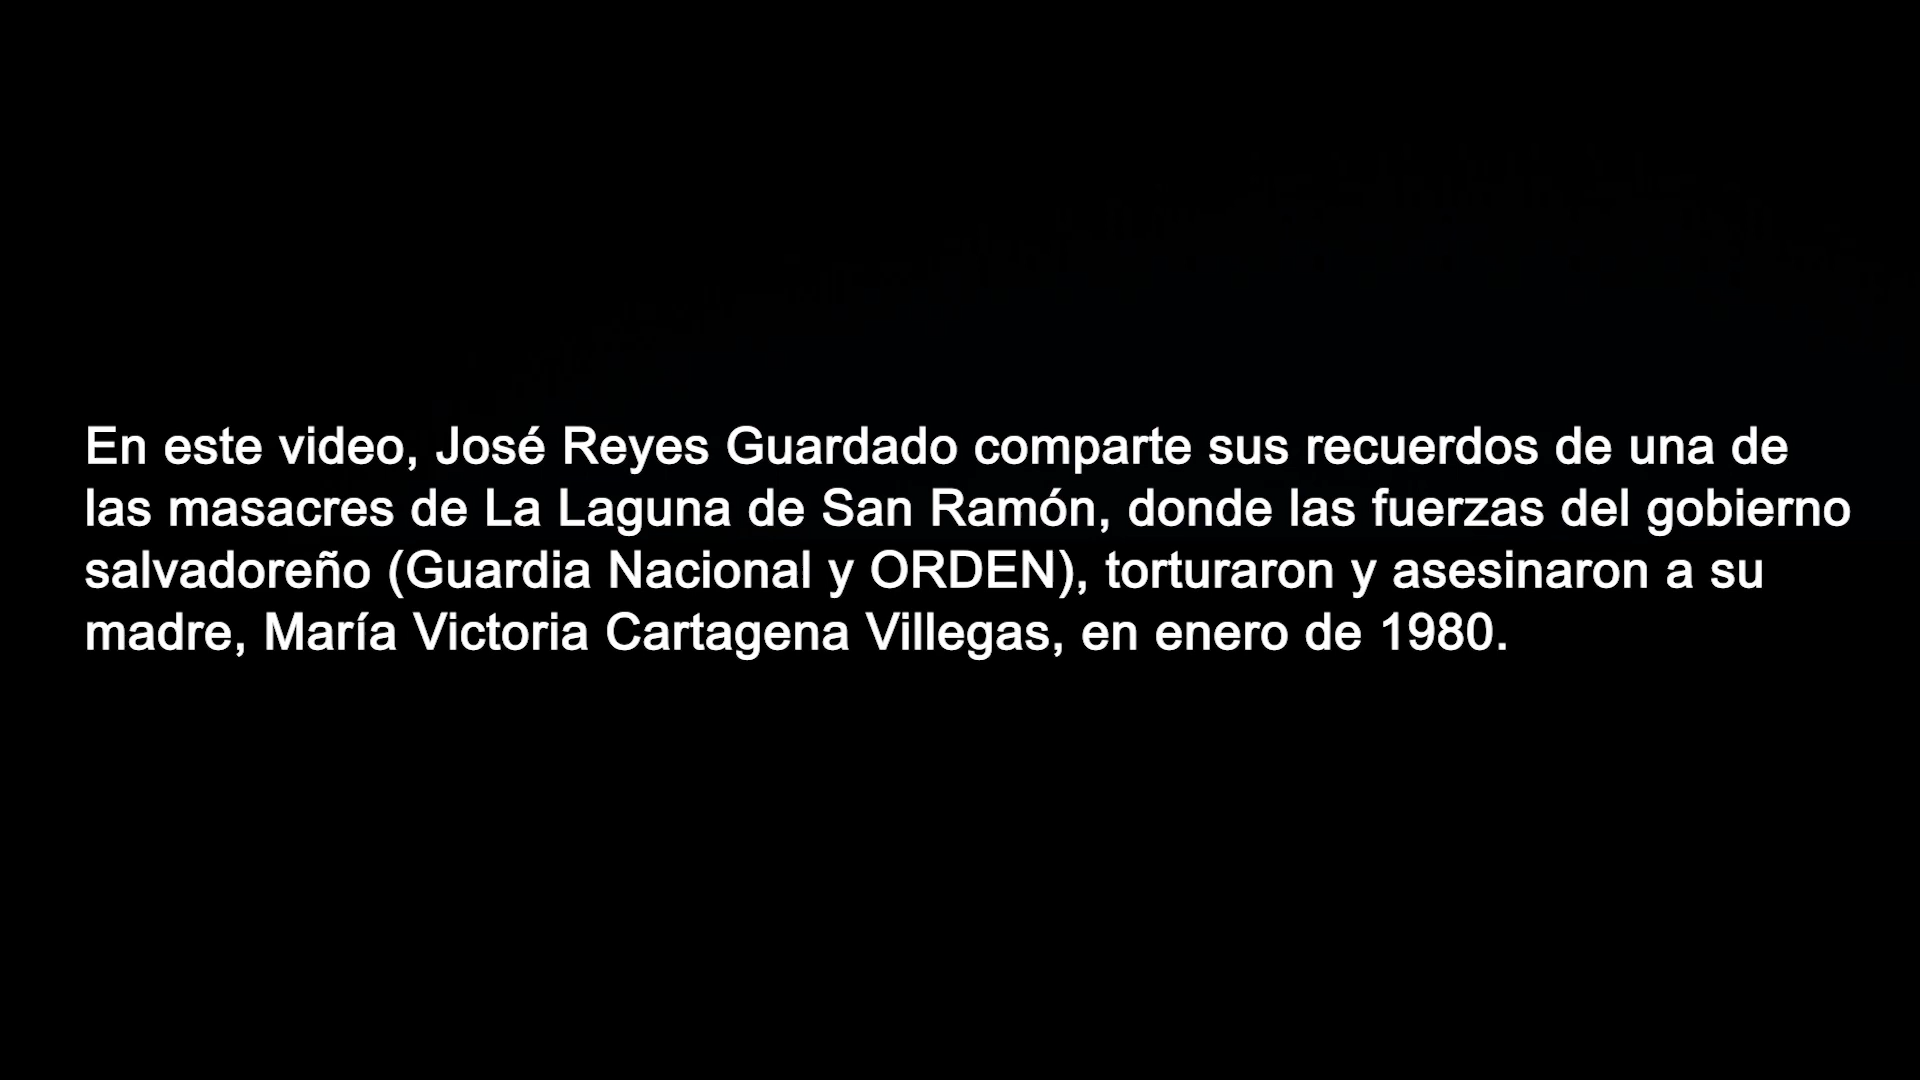 En este video, José Reyes Guardado comparte sus recuerdos de una de
las masacres de La Laguna de San Ramón, donde las fuerzas del gobierno
salvadoreño (Guardia Nacional y ORDEN), torturaron y asesinaron a su
madre, María Victoria Cartagena Villegas, en enero de 1980.